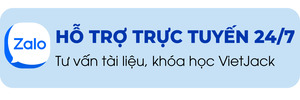 Zalo
HỖ TRỢ TRỰC TUYẾN 24/7
Tư vấn tài liệu, khóa học VietJack